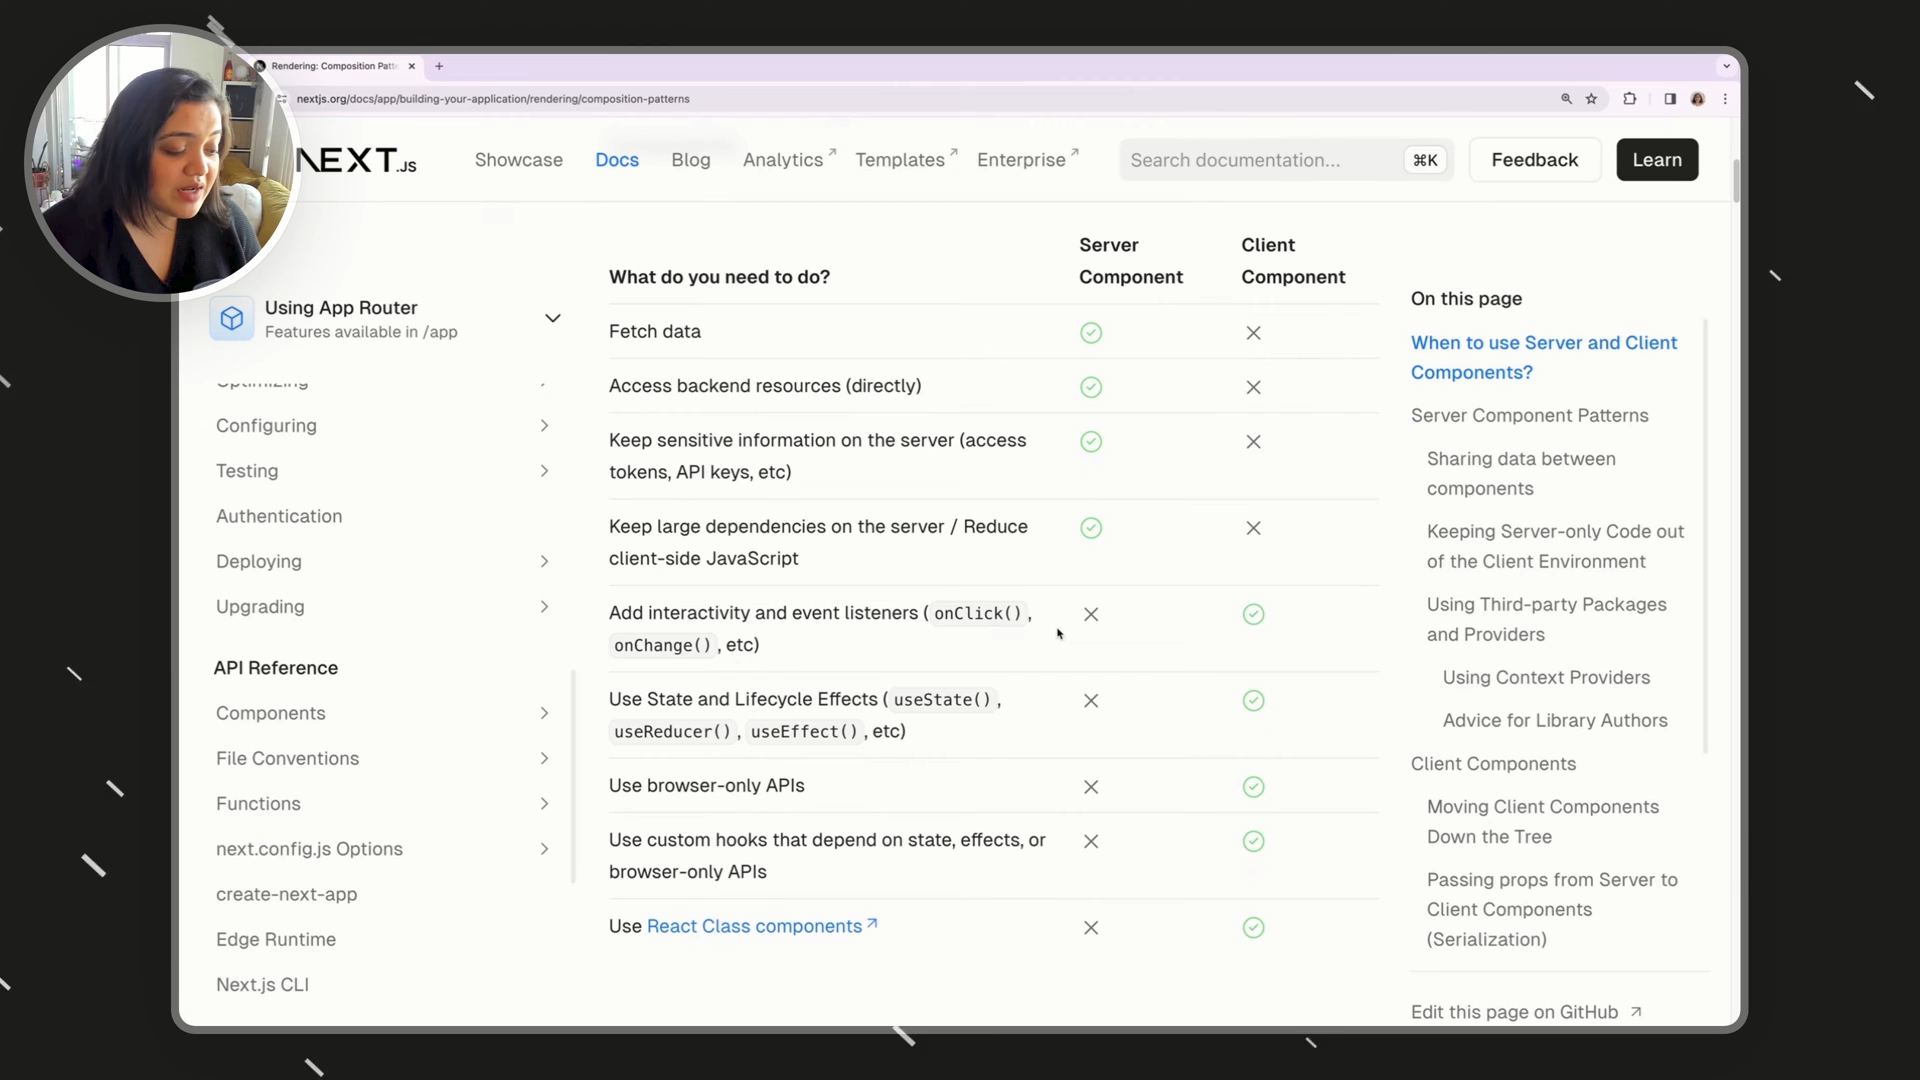 Rendering: Composition Patt
nextjs.org/docs/app/building-your-application/rendering/composition-patterns
NEXT.JS
Showcase
Docs
Blog
Analytics
Templates
Enterprise
Search documentation...
⌘K
Feedback
Learn
Using App Router
Features available in /app
Optimizing
Configuring
Testing
Authentication
Deploying
Upgrading
API Reference
Components
File Conventions
Functions
next.config.js Options
create-next-app
Edge Runtime
Next.js CLI
What do you need to do?
Server
Component
Client
Component
Fetch data
Access backend resources (directly)
Keep sensitive information on the server (access
tokens, API keys, etc)
Keep large dependencies on the server / Reduce
client-side JavaScript
Add interactivity and event listeners ( onClick() ,
onChange() , etc)
Use State and Lifecycle Effects ( useState() ,
useReducer() , useEffect() , etc)
Use browser-only APIs
Use custom hooks that depend on state, effects, or
browser-only APIs
Use React Class components
On this page
When to use Server and Client
Components?
Server Component Patterns
Sharing data between
components
Keeping Server-only Code out
of the Client Environment
Using Third-party Packages
and Providers
Using Context Providers
Advice for Library Authors
Client Components
Moving Client Components
Down the Tree
Passing props from Server to
Client Components
(Serialization)
Edit this page on GitHub